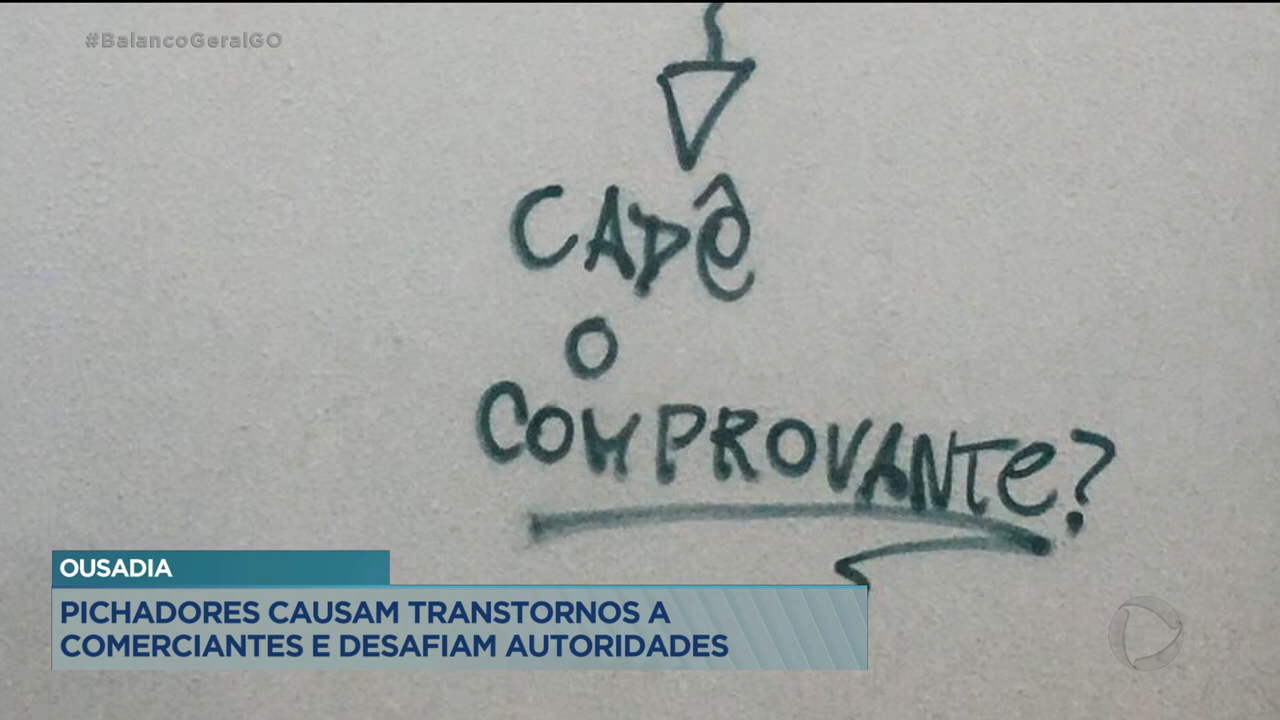 #BalancoGeralGO
CADê
O
COMPROVANTe?
OUSADIA
PICHADORES CAUSAM TRANSTORNOS A
COMERCIANTES E DESAFIAM AUTORIDADES